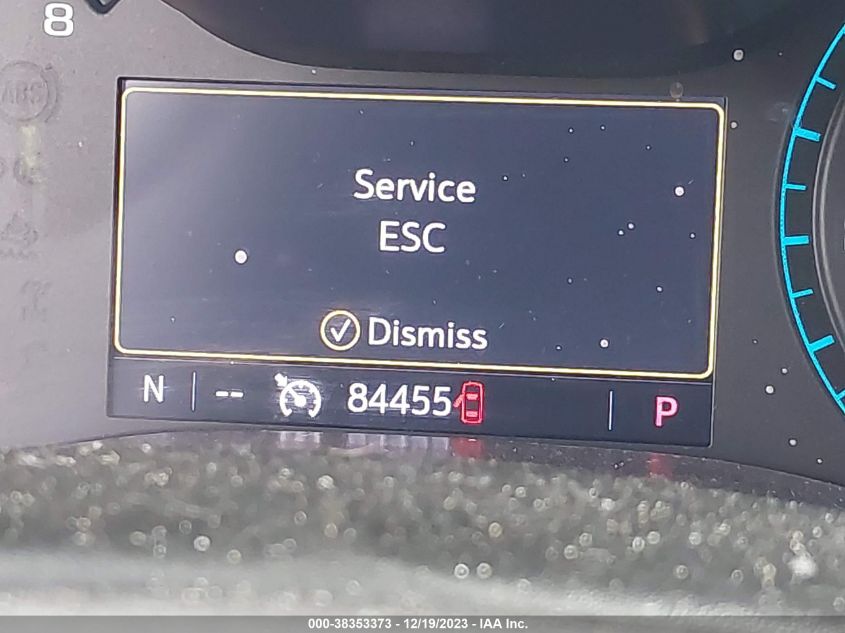 8
ABS
Service
ESC
Dismiss
N -- 84455 P
000-38353373 - 12/19/2023 - IAA Inc.